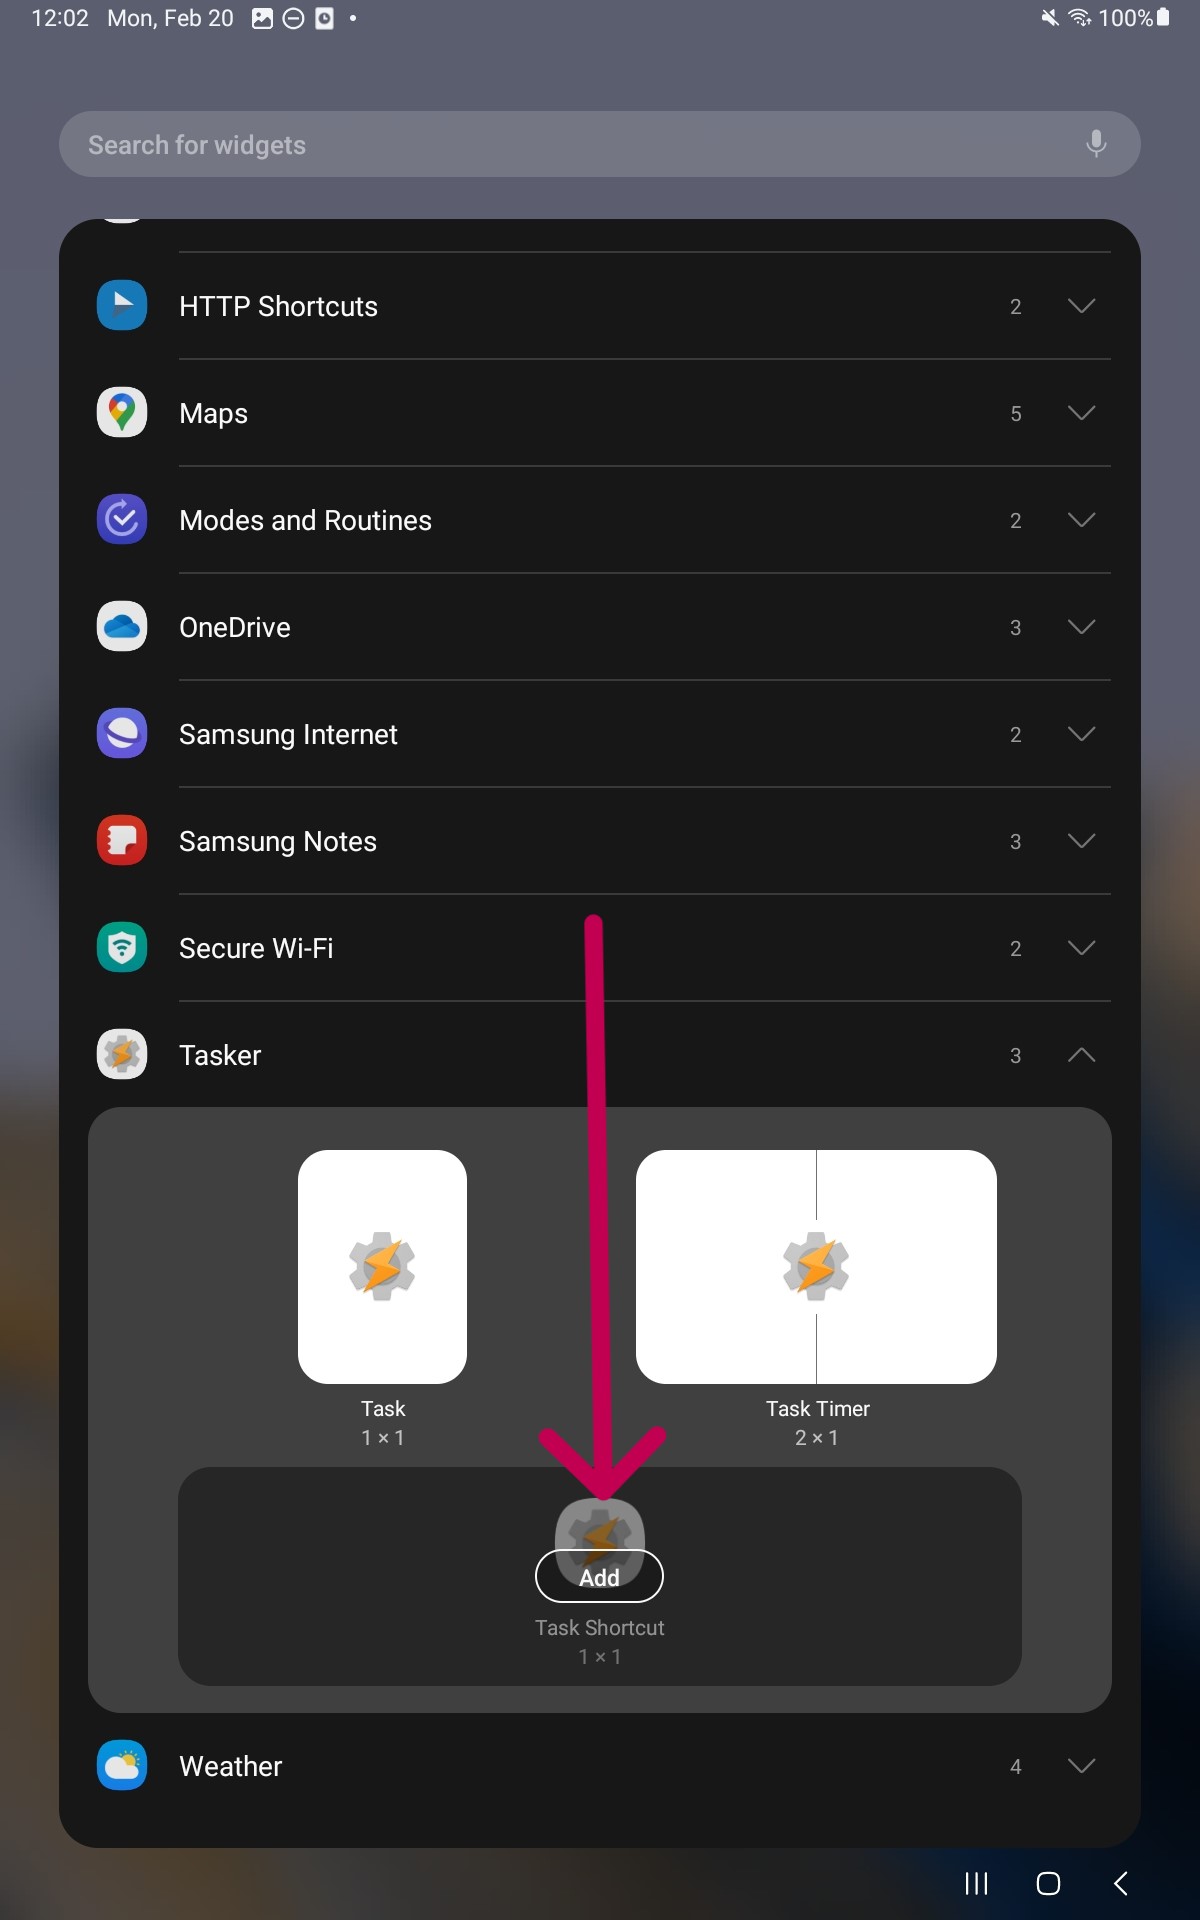 12:02 Mon, Feb 20 100%
Search for widgets
HTTP Shortcuts 2
Maps 5
Modes and Routines 2
OneDrive 3
Samsung Internet 2
Samsung Notes 3
Secure Wi-Fi 2
Tasker 3
Task Task Timer
1 × 1 2 × 1
Add
Task Shortcut
1 × 1
Weather 4